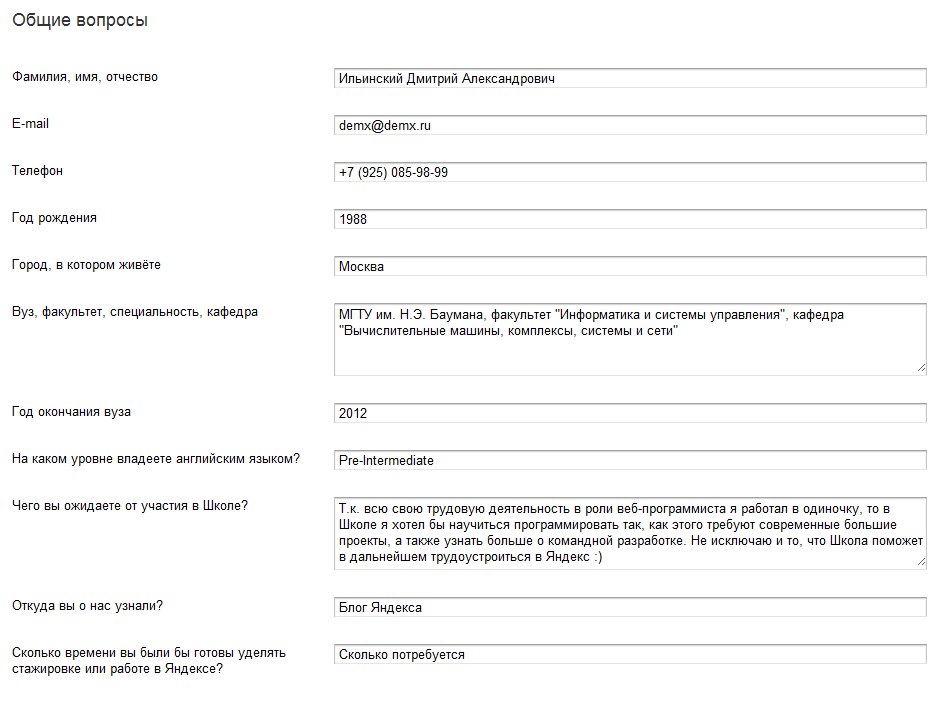 Общие вопросы
Фамилия, имя, отчество
Ильинский Дмитрий Александрович
E-mail
demx@demx.ru
Телефон
+7 (925) 085-98-99
Год рождения
1988
Город, в котором живёте
Москва
Вуз, факультет, специальность, кафедра
МГТУ им. Н.Э. Баумана, факультет "Информатика и системы управления", кафедра
"Вычислительные машины, комплексы, системы и сети"
Год окончания вуза
2012
На каком уровне владеете английским языком?
Pre-Intermediate
Чего вы ожидаете от участия в Школе?
Т.к. всю свою трудовую деятельность в роли веб-программиста я работал в одиночку, то в
Школе я хотел бы научиться программировать так, как этого требуют современные большие
проекты, а также узнать больше о командной разработке. Не исключаю и то, что Школа поможет
в дальнейшем трудоустроиться в Яндекс :)
Откуда вы о нас узнали?
Блог Яндекса
Сколько времени вы были бы готовы уделять
стажировке или работе в Яндексе?
Сколько потребуется